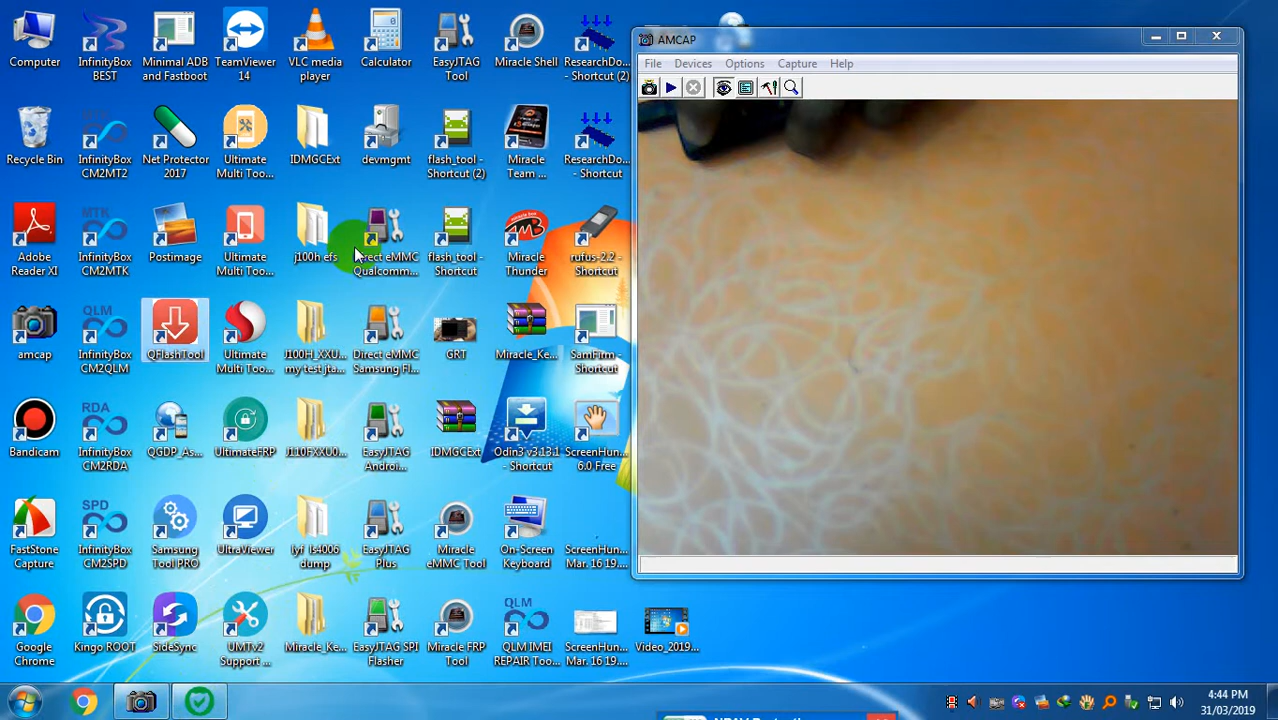 Computer
InfinityBox
BEST
Minimal ADB
and Fastboot
TeamViewer
14
VLC media
player
Calculator
EasyJTAG
Tool
Miracle Shell
ResearchDo...
- Shortcut (2)
Recycle Bin
InfinityBox
CM2MT2
Net Protector
2017
Ultimate
Multi Too...
IDMGCExt
devmgmt
flash_tool -
Shortcut (2)
Miracle
Team ...
ResearchDo...
- Shortcut
Adobe
Reader XI
InfinityBox
CM2MTK
Postimage
Ultimate
Multi Too...
j100h efs
Direct eMMC
Qualcomm...
flash_tool -
Shortcut
Miracle
Thunder
rufus-2.2 -
Shortcut
amcap
QLM
InfinityBox
CM2QLM
QFlashTool
Ultimate
Multi Too...
J100H_XXU...
my test jta...
Direct eMMC
Samsung Fl...
GRT
Miracle_Ke...
SamFirm -
Shortcut
Bandicam
RDA
InfinityBox
CM2RDA
QGDP_As...
UltimateFRP
J110FXXU0...
EasyJTAG
Androi...
IDMGCExt
Odin3 v3.13.1
- Shortcut
ScreenHun...
6.0 Free
FastStone
Capture
SPD
InfinityBox
CM2SPD
Samsung
Tool PRO
UltraViewer
lyf_ls4006
dump
EasyJTAG
Plus
Miracle
eMMC Tool
On-Screen
Keyboard
ScreenHun...
Mar. 16 19....
Google
Chrome
Kingo ROOT
SideSync
UMTv2
Support ...
Miracle_Ke...
EasyJTAG SPI
Flasher
Miracle FRP
Tool
QLM
QLM IMEI
REPAIR Too...
ScreenHun...
Mar. 16 19....
Video_2019...
AMCAP
File Devices Options Capture Help
4:44 PM
31/03/2019